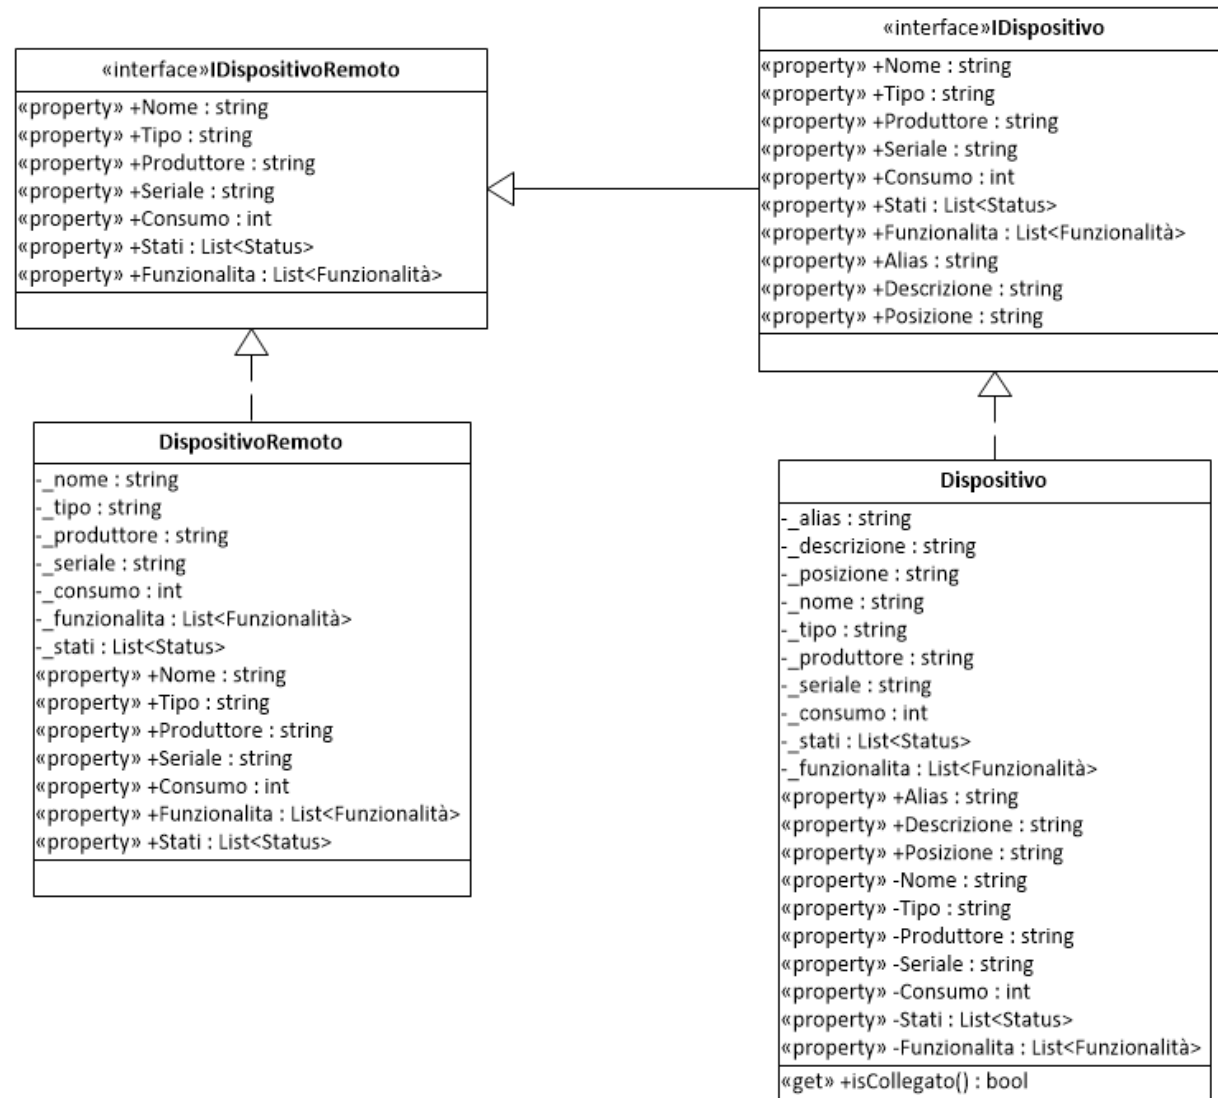 «interface»IDispositivoRemoto
«property» +Nome : string
«property» +Tipo : string
«property» +Produttore : string
«property» +Seriale : string
«property» +Consumo : int
«property» +Stati : List<Status>
«property» +Funzionalita : List<Funzionalità>
«interface»IDispositivo
«property» +Nome : string
«property» +Tipo : string
«property» +Produttore : string
«property» +Seriale : string
«property» +Consumo : int
«property» +Stati : List<Status>
«property» +Funzionalita : List<Funzionalità>
«property» +Alias : string
«property» +Descrizione : string
«property» +Posizione : string
DispositivoRemoto
-_nome : string
-_tipo : string
-_produttore : string
-_seriale : string
-_consumo : int
-_funzionalita : List<Funzionalità>
-_stati : List<Status>
«property» +Nome : string
«property» +Tipo : string
«property» +Produttore : string
«property» +Seriale : string
«property» +Consumo : int
«property» +Funzionalita : List<Funzionalità>
«property» +Stati : List<Status>
Dispositivo
-_alias : string
-_descrizione : string
-_posizione : string
-_nome : string
-_tipo : string
-_produttore : string
-_seriale : string
-_consumo : int
-_stati : List<Status>
-_funzionalita : List<Funzionalità>
«property» +Alias : string
«property» +Descrizione : string
«property» +Posizione : string
«property» -Nome : string
«property» -Tipo : string
«property» -Produttore : string
«property» -Seriale : string
«property» -Consumo : int
«property» -Stati : List<Status>
«property» -Funzionalita : List<Funzionalità>
«get» +isCollegato() : bool